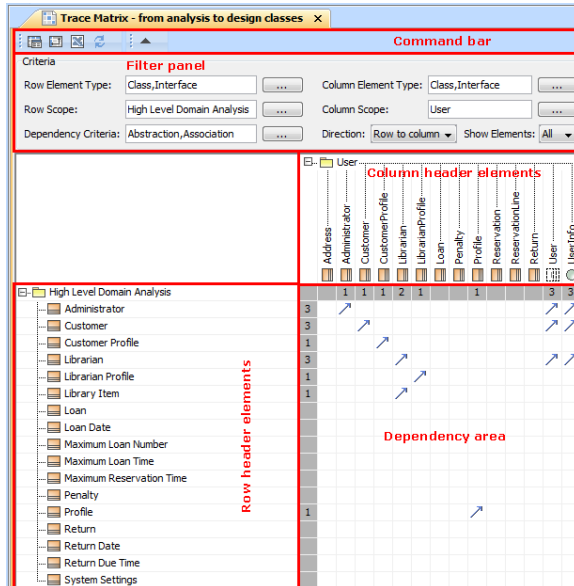 Trace Matrix - from analysis to design classes ×
Command bar
Criteria
Filter panel
Row Element Type: Class,Interface ... Column Element Type: Class,Interface ...
Row Scope: High Level Domain Analysis ... Column Scope: User ...
Dependency Criteria: Abstraction,Association ... Direction: Row to column Show Elements: All
User
Column header elements
Address
Administrator
Customer
CustomerProfile
Librarian
LibrarianProfile
Loan
Penalty
Profile
Reservation
ReservationLine
Return
User
UserInfo
High Level Domain Analysis 1 1 1 2 1 1 3 3
Administrator 3
Customer 3
Customer Profile 1
Librarian 3
Librarian Profile 1
Library Item 1
Loan
Loan Date
Maximum Loan Number
Maximum Loan Time
Maximum Reservation Time
Penalty
Profile 1
Return
Return Date
Return Due Time
System Settings
Row header elements
Dependency area